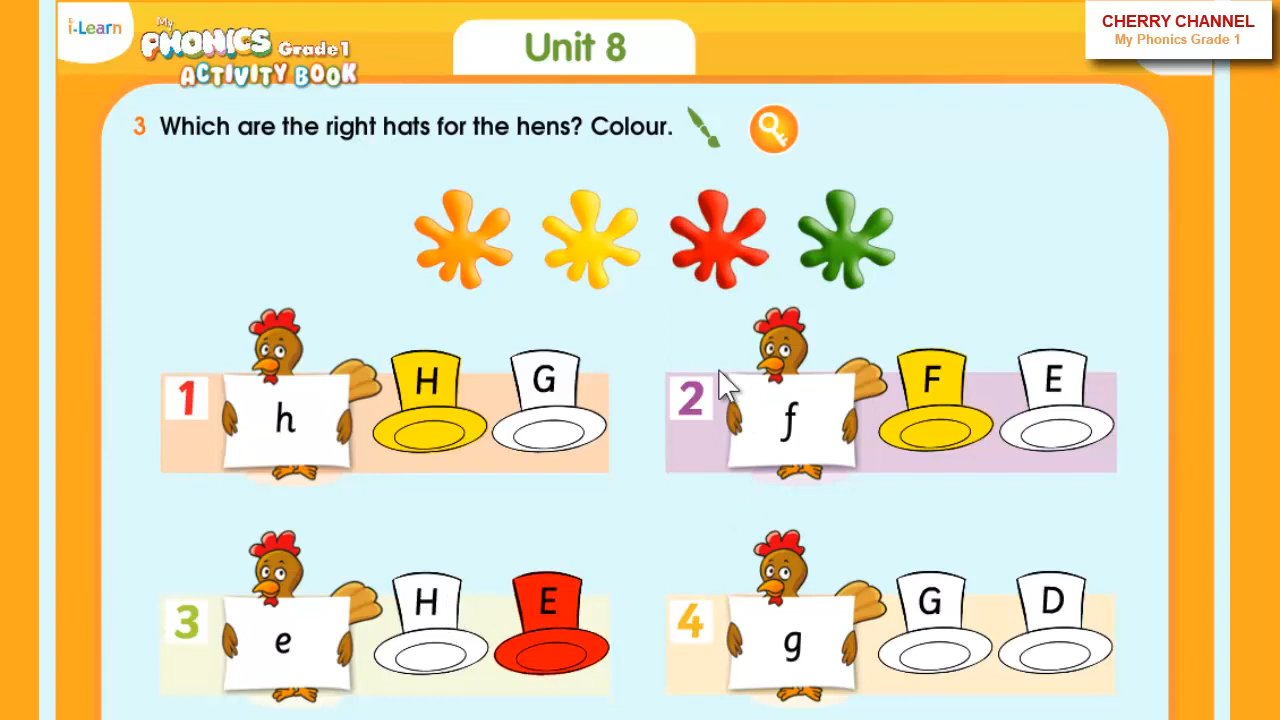 i-Learn
My
PHONICS Grade 1
ACTIVITY BOOK
Unit 8
CHERRY CHANNEL
My Phonics Grade 1
3 Which are the right hats for the hens? Colour.
1 h H G
2 f F E
3 e H E
4 g G D